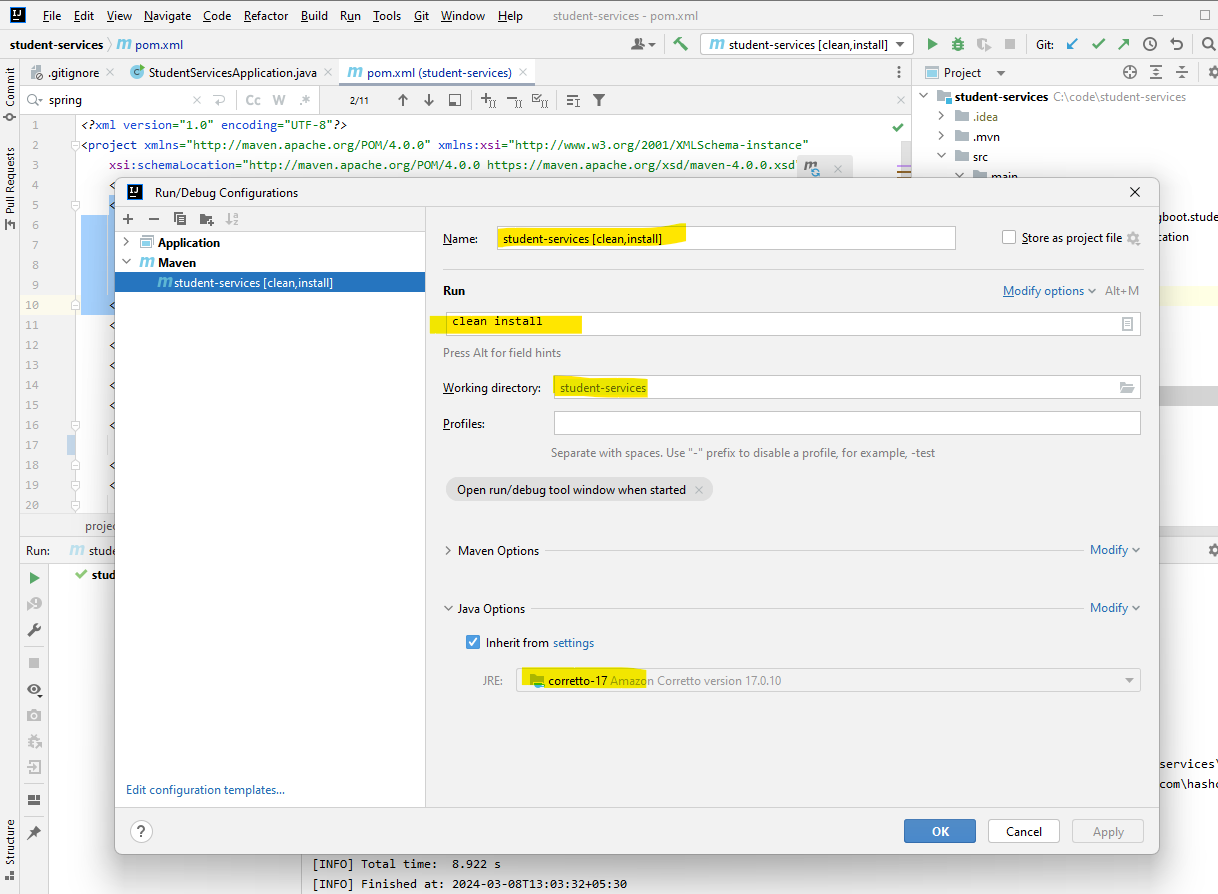 File Edit View Navigate Code Refactor Build Run Tools Git Window Help student-services - pom.xml
student-services pom.xml student-services [clean,install] Git:
Commit
Pull Requests
Structure
.gitignore StudentServicesApplication.java pom.xml (student-services) Project
spring Cc W .* 2/11
student-services C:\code\student-services
.idea
.mvn
src
main
1 <?xml version="1.0" encoding="UTF-8"?>
2 <project xmlns="http://maven.apache.org/POM/4.0.0" xmlns:xsi="http://www.w3.org/2001/XMLSchema-instance"
3 xsi:schemaLocation="http://maven.apache.org/POM/4.0.0 https://maven.apache.org/xsd/maven-4.0.0.xsd"
4 <
5 <
6
7
8
9
10 <
11 <
12 <
13 <
14 <
15 <
16 <
17
18 <
19 <
20
gboot.stude
cation
projec
Run/Debug Configurations
Application
Maven
student-services [clean,install]
Edit configuration templates...
Name: student-services [clean,install] Store as project file
Run Modify options Alt+M
clean install
Press Alt for field hints
Working directory: student-services
Profiles:
Separate with spaces. Use "-" prefix to disable a profile, for example, -test
Open run/debug tool window when started
Maven Options Modify
Java Options Modify
Inherit from settings
JRE: corretto-17 Amazon Corretto version 17.0.10
? OK Cancel Apply
Run: stude
stud
services\
com\hashc
[INFO] Total time:  8.922 s
[INFO] Finished at: 2024-03-08T13:03:32+05:30